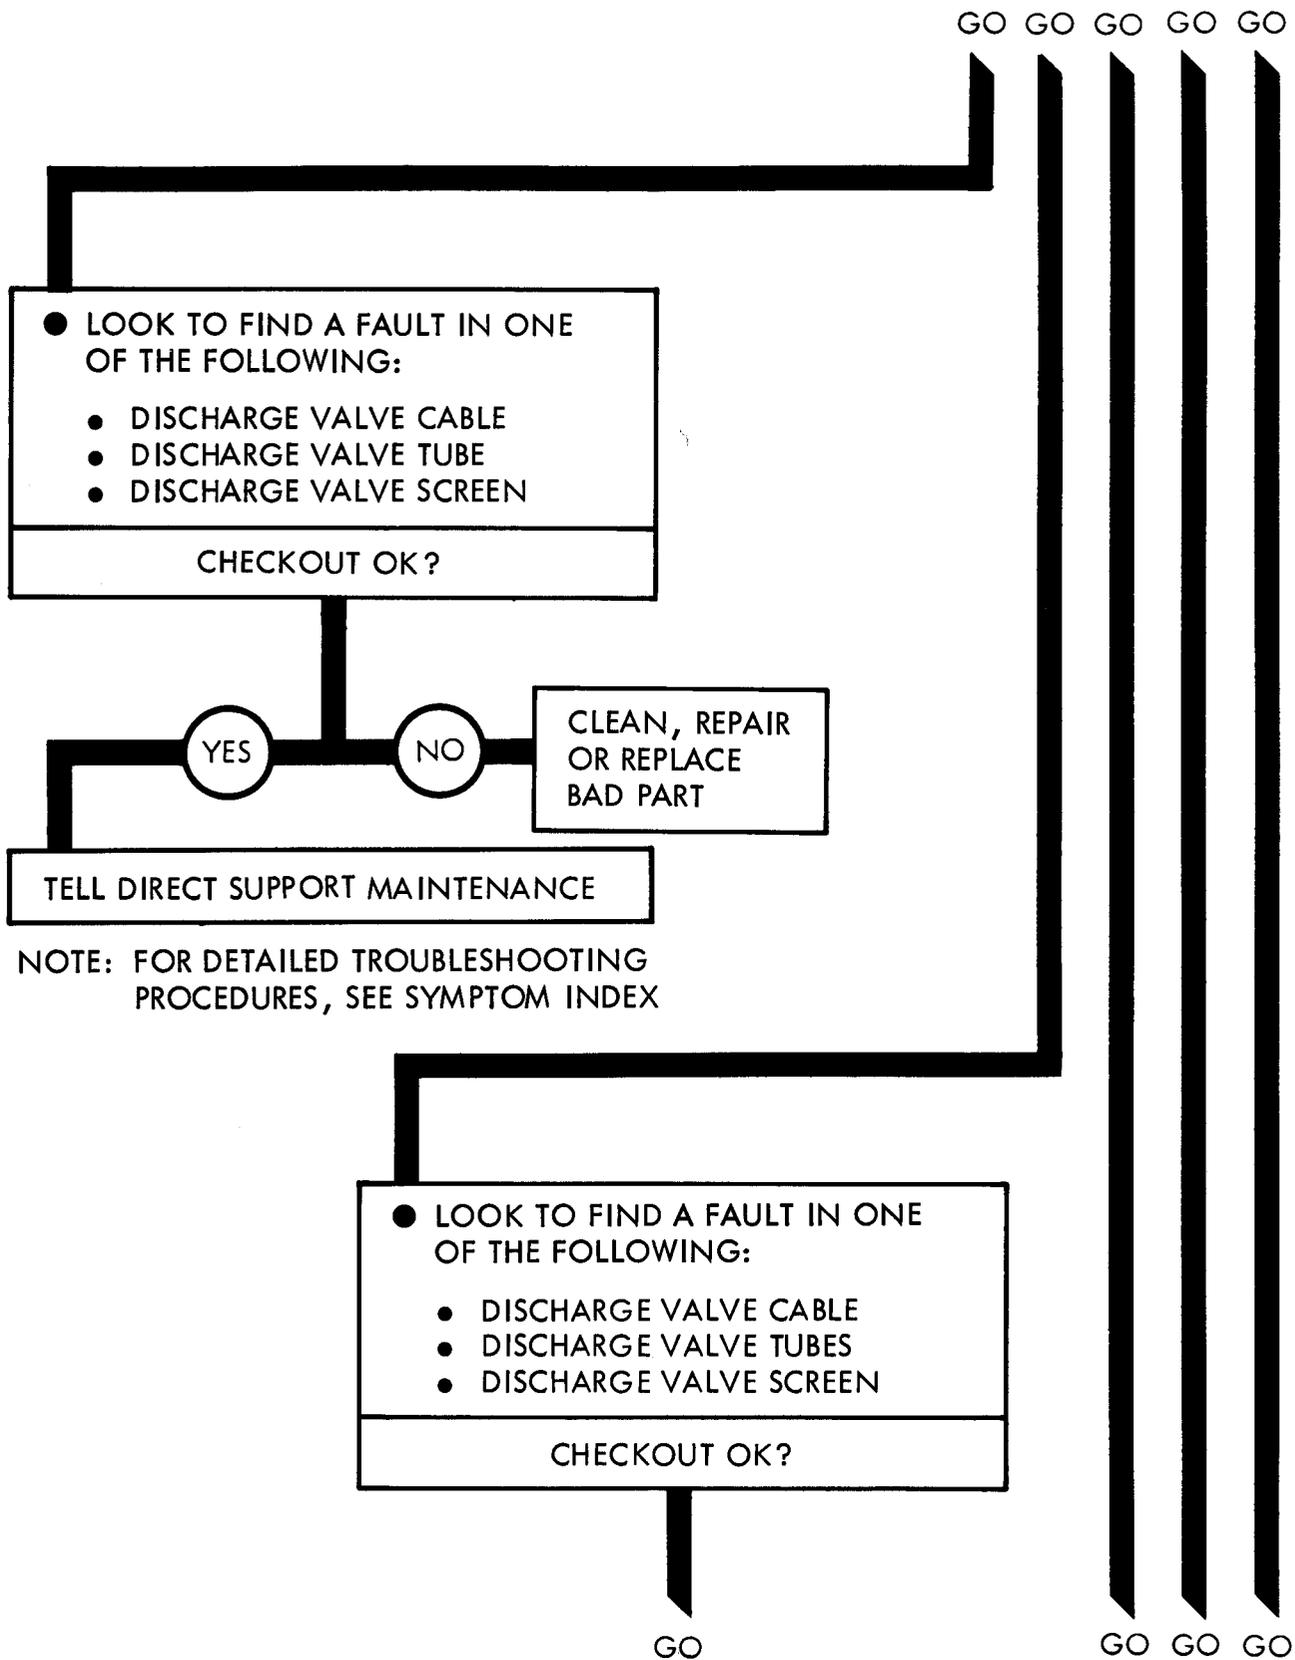 GO GO GO GO GO
● LOOK TO FIND A FAULT IN ONE
OF THE FOLLOWING:
● DISCHARGE VALVE CABLE
● DISCHARGE VALVE TUBE
● DISCHARGE VALVE SCREEN
CHECKOUT OK?
YES
NO
CLEAN, REPAIR
OR REPLACE
BAD PART
TELL DIRECT SUPPORT MAINTENANCE
NOTE: FOR DETAILED TROUBLESHOOTING
PROCEDURES, SEE SYMPTOM INDEX
● LOOK TO FIND A FAULT IN ONE
OF THE FOLLOWING:
● DISCHARGE VALVE CABLE
● DISCHARGE VALVE TUBES
● DISCHARGE VALVE SCREEN
CHECKOUT OK?
GO
GO GO GO